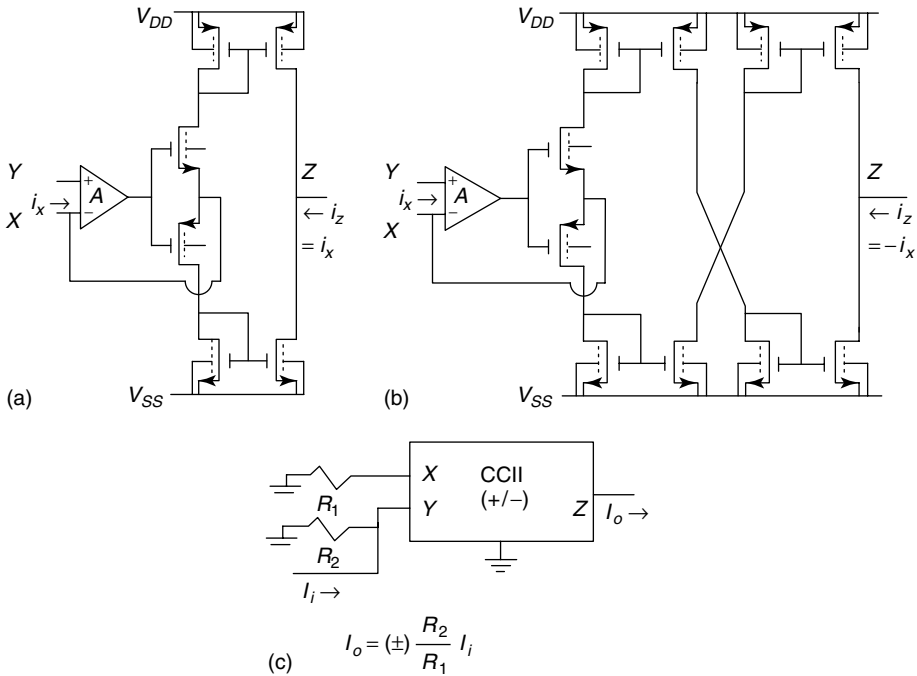 V_DD
Y
i_x →
X
+
A
−
Z
← i_z
= i_x
V_SS
(a)
V_DD
Y
i_x →
X
+
A
−
Z
← i_z
= −i_x
V_SS
(b)
X
CCII
(+/−)
Y
Z
R_1
R_2
I_i →
I_o →
(c)
I_o = (±) R_2 / R_1 I_i